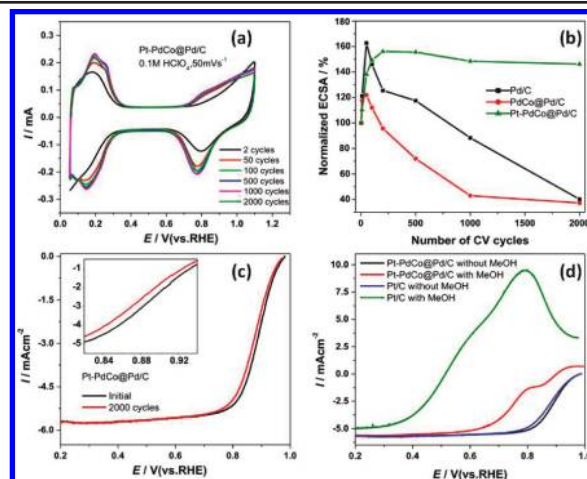 (a)
Pt-PdCo@Pd/C
0.1M HClO₄,50mVs⁻¹
2 cycles
50 cycles
100 cycles
500 cycles
1000 cycles
2000 cycles
0.3
0.2
0.1
0.0
-0.1
-0.2
-0.3
I / mA
0.0 0.2 0.4 0.6 0.8 1.0 1.2
E / V(vs.RHE)
(b)
Pd/C
PdCo@Pd/C
Pt-PdCo@Pd/C
180
160
140
120
100
80
60
40
Normalized ECSA / %
0 500 1000 1500 2000
Number of CV cycles
(c)
-1
-2
-3
-4
-5
0.84 0.88 0.92
Pt-PdCo@Pd/C
Initial
2000 cycles
0.0
-1.5
-3.0
-4.5
-6.0
I / mAcm⁻²
0.2 0.4 0.6 0.8 1.0
E / V(vs.RHE)
(d)
Pt-PdCo@Pd/C without MeOH
Pt-PdCo@Pd/C with MeOH
Pt/C without MeOH
Pt/C with MeOH
10.0
7.5
5.0
2.5
0.0
-2.5
-5.0
I / mAcm⁻²
0.2 0.4 0.6 0.8 1.0
E / V(vs.RHE)